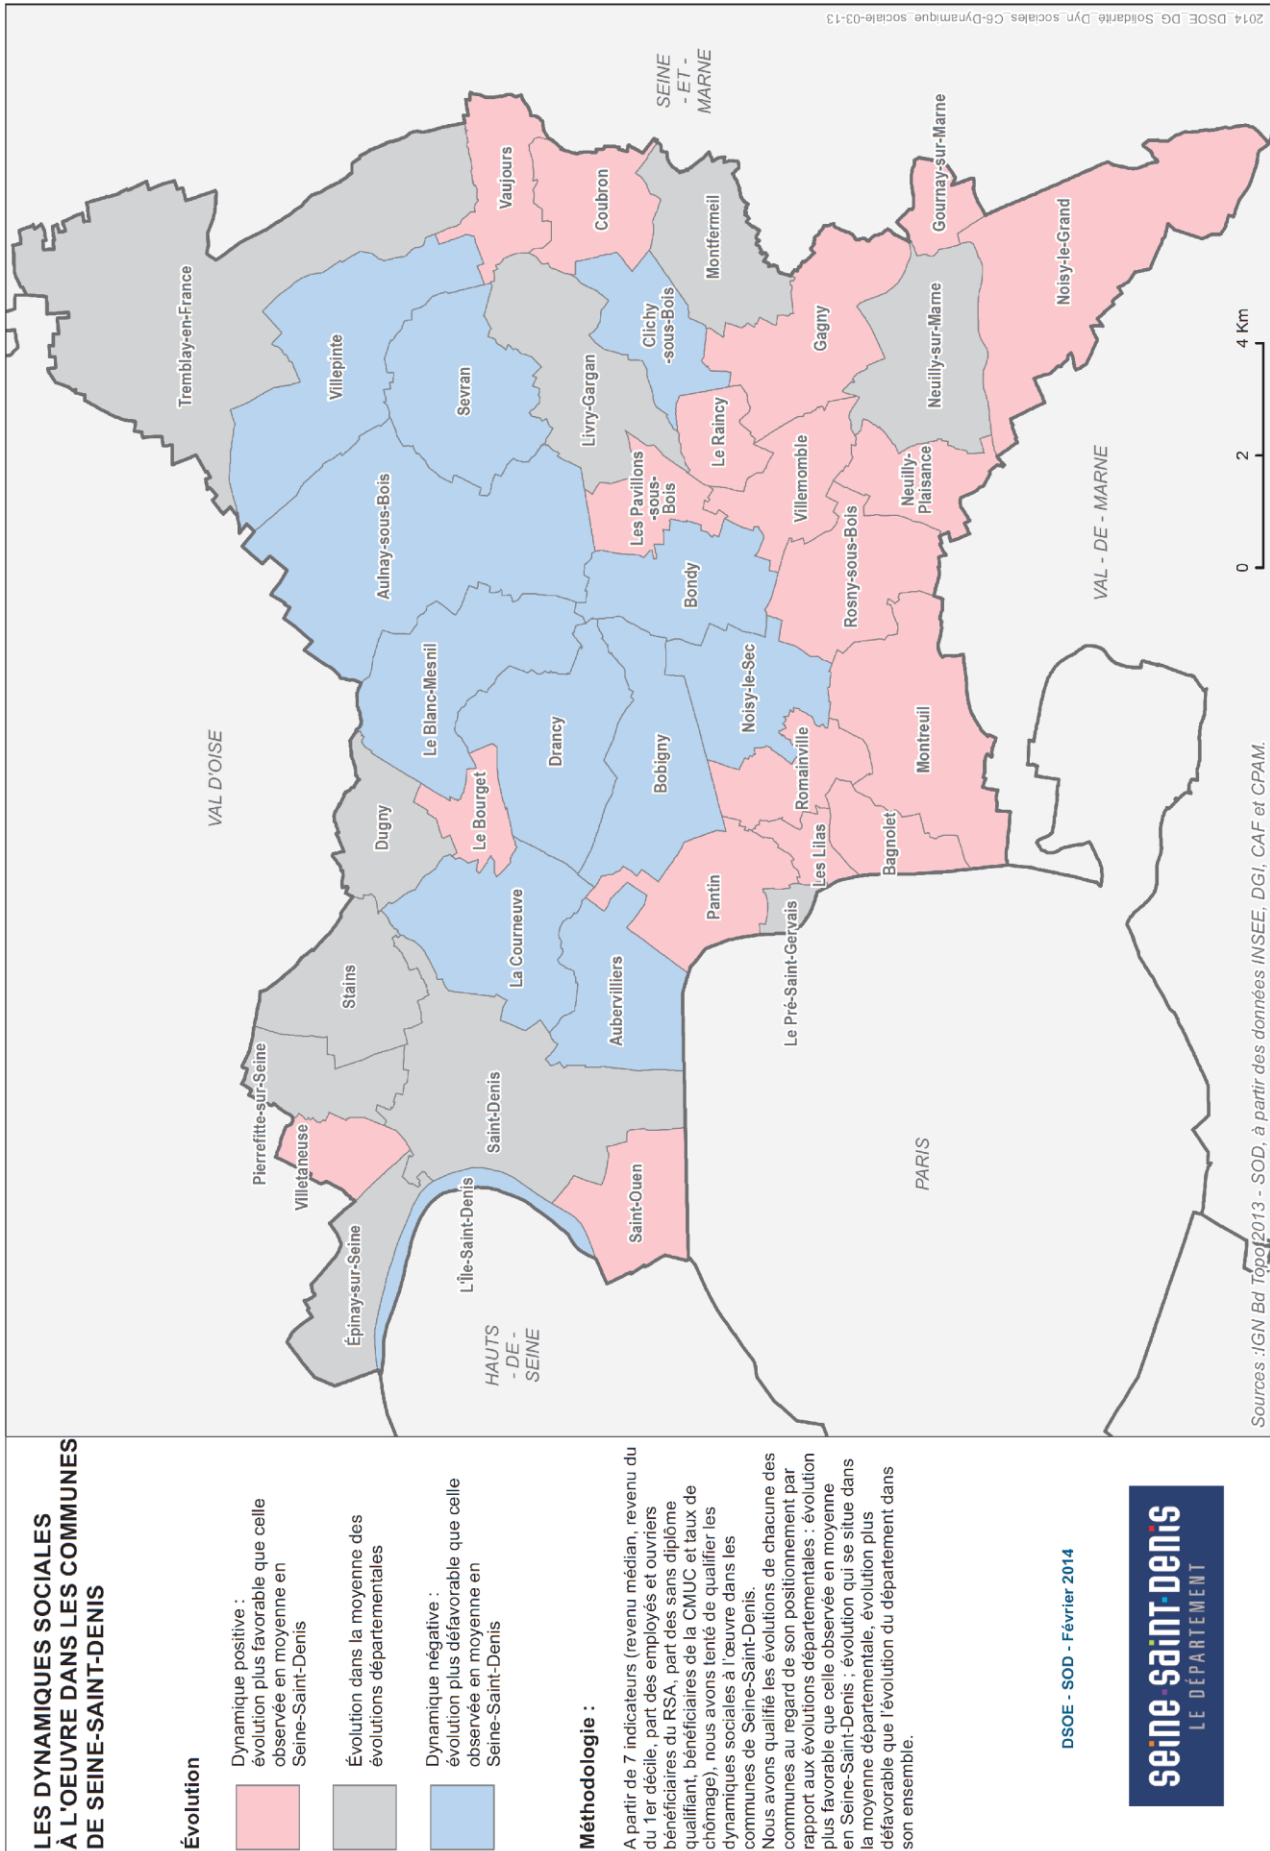 LES DYNAMIQUES SOCIALES
À L'OEUVRE DANS LES COMMUNES
DE SEINE-SAINT-DENIS
Évolution
Dynamique positive :
évolution plus favorable que celle
observée en moyenne en
Seine-Saint-Denis
Évolution dans la moyenne des
évolutions départementales
Dynamique négative :
évolution plus défavorable que celle
observée en moyenne en
Seine-Saint-Denis
Méthodologie :
A partir de 7 indicateurs (revenu médian, revenu du
du 1er décile, part des employés et ouvriers
bénéficiaires du RSA, part des sans diplôme
qualifiant, bénéficiaires de la CMUC et taux de
chômage), nous avons tenté de qualifier les
dynamiques sociales à l'œuvre dans les
communes de Seine-Saint-Denis.
Nous avons qualifié les évolutions de chacune des
communes au regard de son positionnement par
rapport aux évolutions départementales : évolution
plus favorable que celle observée en moyenne
en Seine-Saint-Denis ; évolution qui se situe dans
la moyenne départementale, évolution plus
défavorable que l'évolution du département dans
son ensemble.
DSOE - SOD - Février 2014
seine-saint-denis
LE DÉPARTEMENT
VAL D'OISE
SEINE
- ET -
MARNE
HAUTS
- DE -
SEINE
PARIS
VAL - DE - MARNE
Tremblay-en-France
Villepinte
Sevran
Vaujours
Coubron
Montfermeil
Clichy
-sous-Bois
Livry-Gargan
Aulnay-sous-Bois
Les Pavillons
-sous-
Bois
Le Raincy
Gagny
Gournay-sur-Marne
Noisy-le-Grand
Neuilly-sur-Marne
Neuilly-
Plaisance
Villemomble
Rosny-sous-Bois
Bondy
Le Blanc-Mesnil
Drancy
Bobigny
Noisy-le-Sec
Romainville
Montreuil
Bagnolet
Les Lilas
Le Pré-Saint-Gervais
Pantin
Le Bourget
Dugny
La Courneuve
Aubervilliers
Stains
Pierrefitte-sur-Seine
Villetaneuse
Saint-Denis
Épinay-sur-Seine
L'Île-Saint-Denis
Saint-Ouen
0 2 4 Km
Sources :IGN Bd Topo 2013 - SOD, à partir des données INSEE, DGI, CAF et CPAM.
2014_DSOE_DG_Solidarité_Dyn_sociales_C6-Dynamique_sociale-03-13